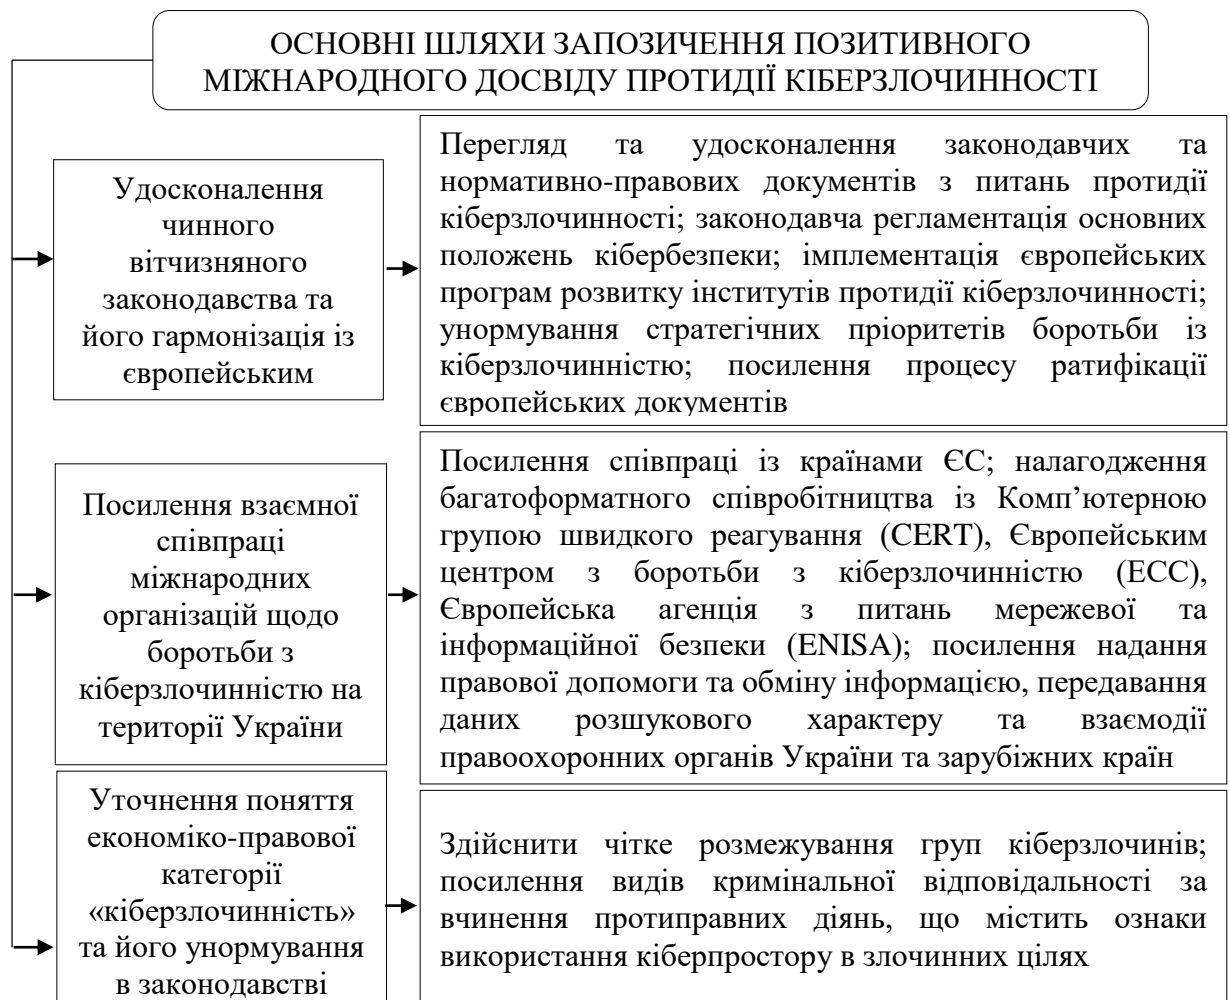 ОСНОВНІ ШЛЯХИ ЗАПОЗИЧЕННЯ ПОЗИТИВНОГО
МІЖНАРОДНОГО ДОСВІДУ ПРОТИДІЇ КІБЕРЗЛОЧИННОСТІ
Удосконалення
чинного
вітчизняного
законодавства та
його гармонізація із
європейським
Перегляд та удосконалення законодавчих та
нормативно-правових документів з питань протидії
кіберзлочинності; законодавча регламентація основних
положень кібербезпеки; імплементація європейських
програм розвитку інститутів протидії кіберзлочинності;
унормування стратегічних пріоритетів боротьби із
кіберзлочинністю; посилення процесу ратифікації
європейських документів
Посилення взаємної
співпраці
міжнародних
організацій щодо
боротьби з
кіберзлочинністю на
території України
Посилення співпраці із країнами ЄС; налагодження
багатоформатного співробітництва із Комп’ютерною
групою швидкого реагування (CERT), Європейським
центром з боротьби з кіберзлочинністю (ECC),
Європейська агенція з питань мережевої та
інформаційної безпеки (ENISA); посилення надання
правової допомоги та обміну інформацією, передавання
даних розшукового характеру та взаємодії
правоохоронних органів України та зарубіжних країн
Уточнення поняття
економіко-правової
категорії
«кіберзлочинність»
та його унормування
в законодавстві
Здійснити чітке розмежування груп кіберзлочинів;
посилення видів кримінальної відповідальності за
вчинення протиправних діянь, що містить ознаки
використання кіберпростору в злочинних цілях